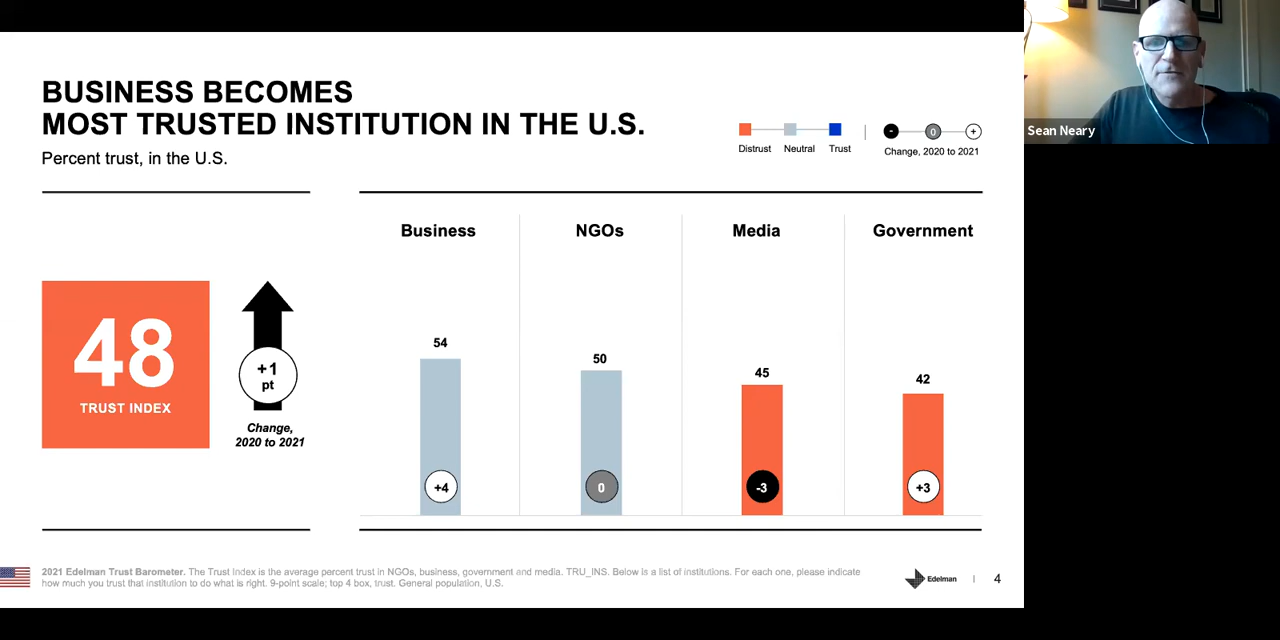 BUSINESS BECOMES
MOST TRUSTED INSTITUTION IN THE U.S.
Percent trust, in the U.S.
Distrust Neutral Trust
- 0 +
Change, 2020 to 2021
Sean Neary
48
TRUST INDEX
+1
pt
Change,
2020 to 2021
Business NGOs Media Government
54 50 45 42
+4 0 -3 +3
2021 Edelman Trust Barometer. The Trust Index is the average percent trust in NGOs, business, government and media. TRU_INS. Below is a list of institutions. For each one, please indicate
how much you trust that institution to do what is right. 9-point scale; top 4 box, trust. General population, U.S.
Edelman | 4